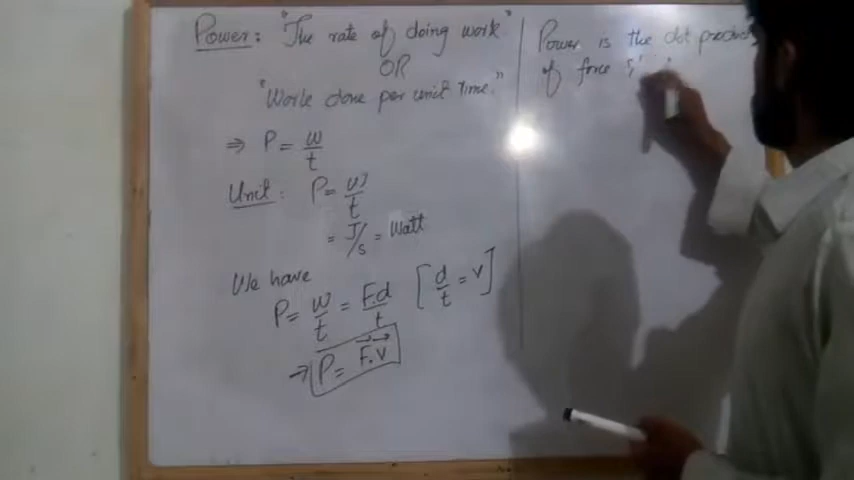 Power: "The rate of doing work"
OR
"Work done per unit Time."
⇒ P = w/t
Unit: P = w/t
= J/s = Watt
We have
P = w/t = F.d/t [d/t = v]
⇒ P = F⃗.v⃗
Power is the dot product
of force